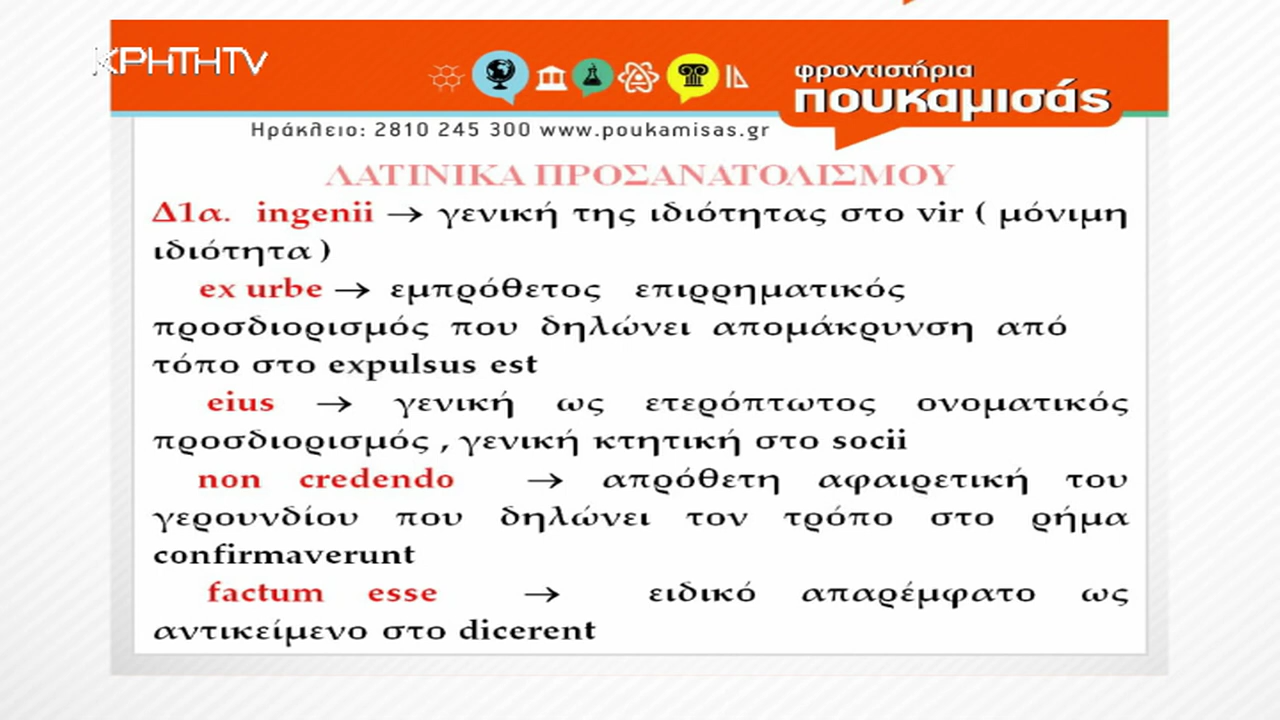 ΚΡΗΤΗTV
φροντιστήρια
πουκαμισάς
Ηράκλειο: 2810 245 300 www.poukamisas.gr
ΛΑΤΙΝΙΚΑ ΠΡΟΣΑΝΑΤΟΛΙΣΜΟΥ
Δ1α. ingenii → γενική της ιδιότητας στο vir ( μόνιμη
ιδιότητα )
ex urbe → εμπρόθετος επιρρηματικός
προσδιορισμός που δηλώνει απομάκρυνση από
τόπο στο expulsus est
eius → γενική ως ετερόπτωτος ονοματικός
προσδιορισμός , γενική κτητική στο socii
non credendo → απρόθετη αφαιρετική του
γερουνδίου που δηλώνει τον τρόπο στο ρήμα
confirmaverunt
factum esse → ειδικό απαρέμφατο ως
αντικείμενο στο dicerent